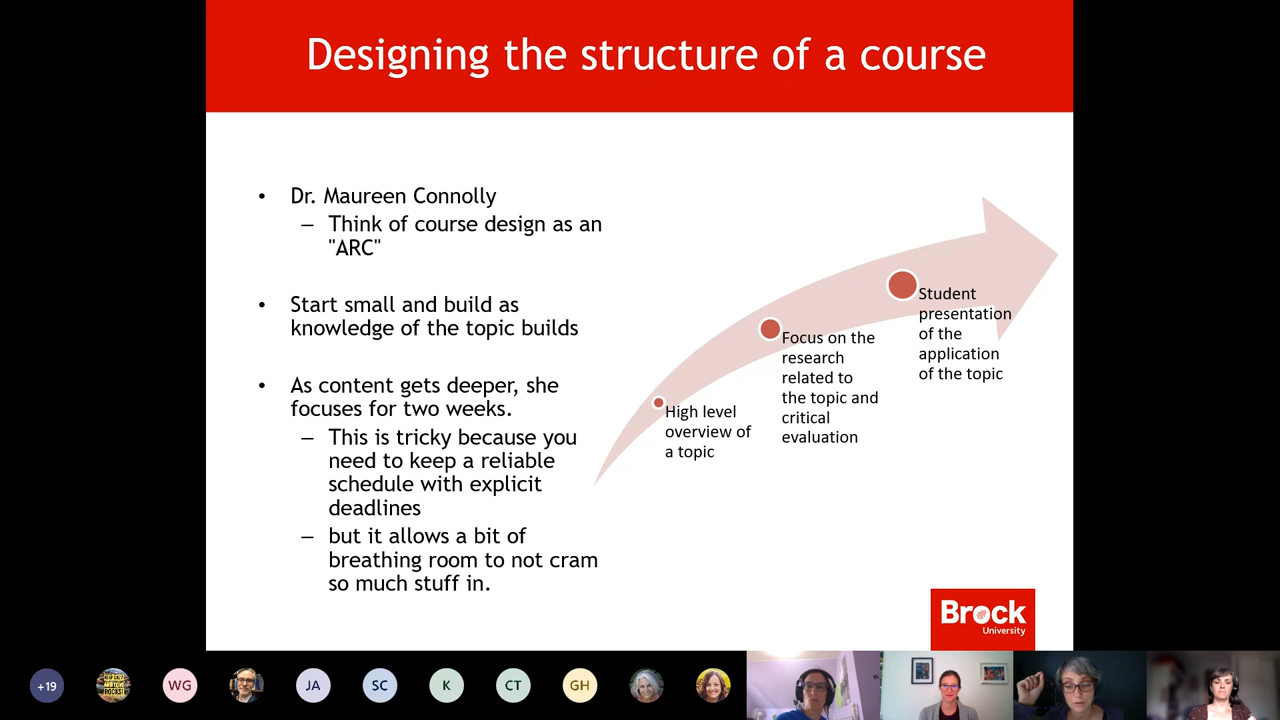 Designing the structure of a course
• Dr. Maureen Connolly
– Think of course design as an
"ARC"
• Start small and build as
knowledge of the topic builds
• As content gets deeper, she
focuses for two weeks.
– This is tricky because you
need to keep a reliable
schedule with explicit
deadlines
– but it allows a bit of
breathing room to not cram
so much stuff in.
High level
overview of
a topic
Focus on the
research
related to
the topic and
critical
evaluation
Student
presentation
of the
application
of the topic
Brock
University
+19
WG
JA
SC
K
CT
GH